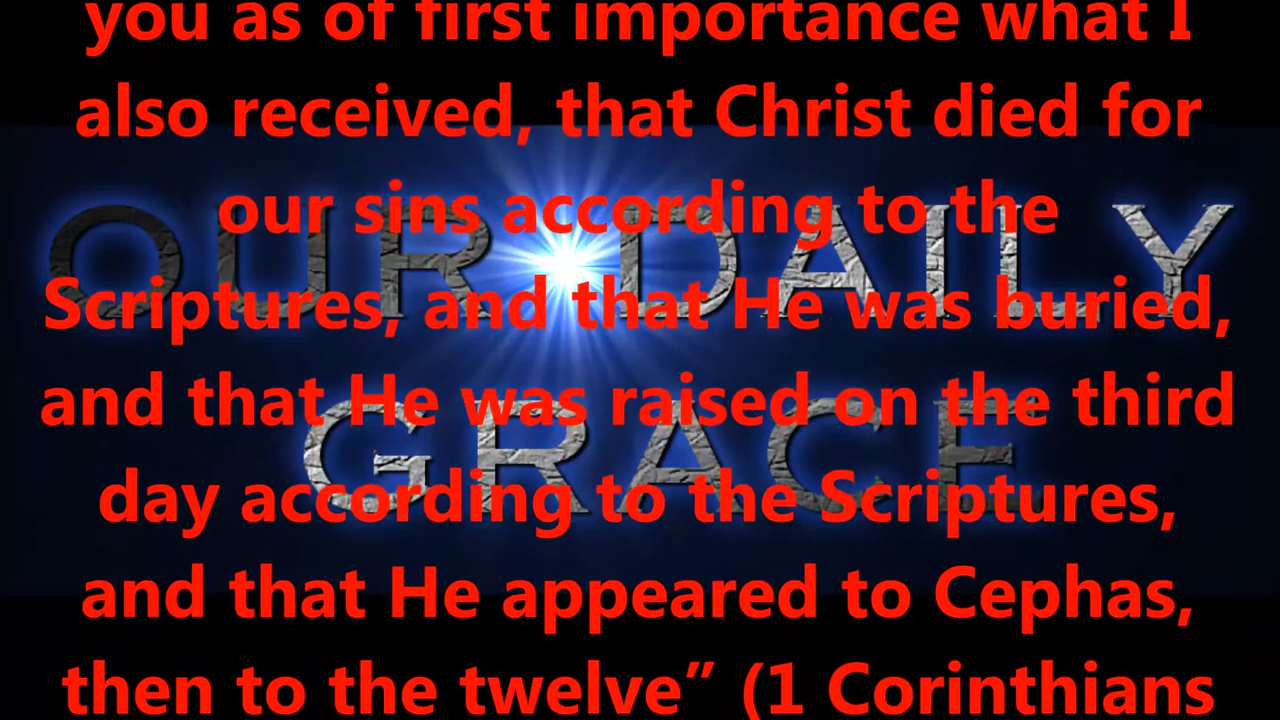 you as of first importance what I
also received, that Christ died for
our sins according to the
Scriptures, and that He was buried,
and that He was raised on the third
day according to the Scriptures,
and that He appeared to Cephas,
then to the twelve” (1 Corinthians
OUR DAILY
GRACE